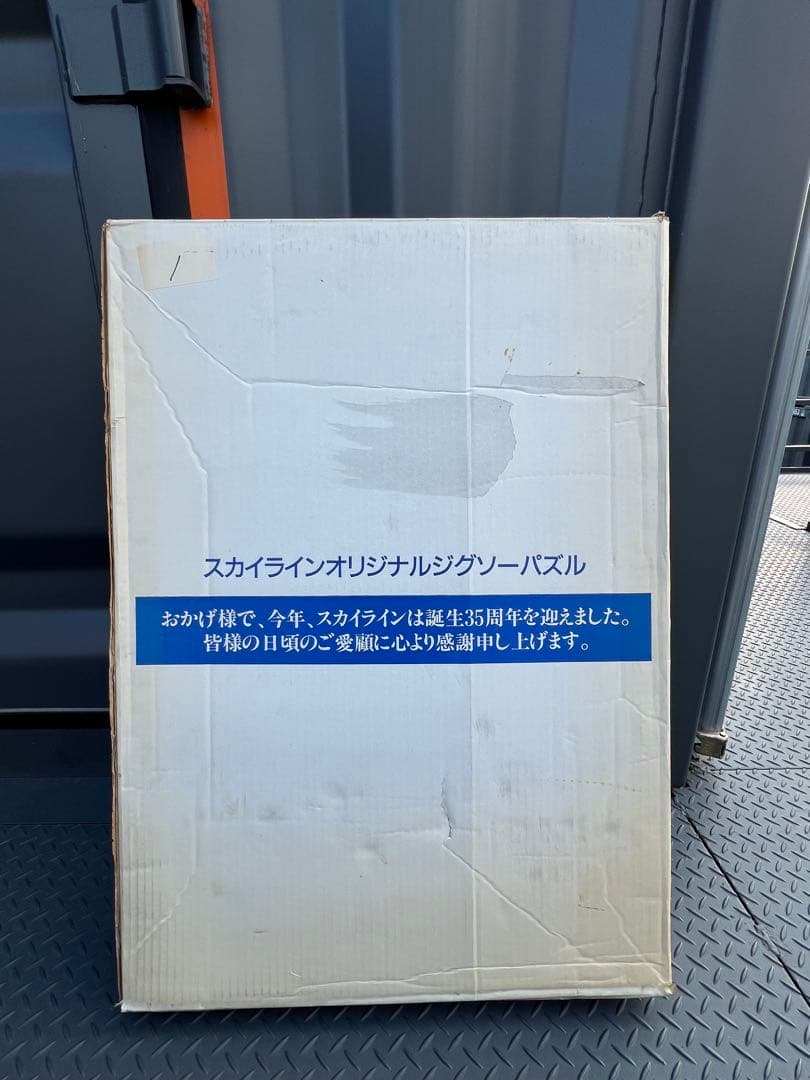 スカイラインオリジナルジグソーパズル
おかげ様で、今年、スカイラインは誕生35周年を迎えました。
皆様の日頃のご愛顧に心より感謝申し上げます。